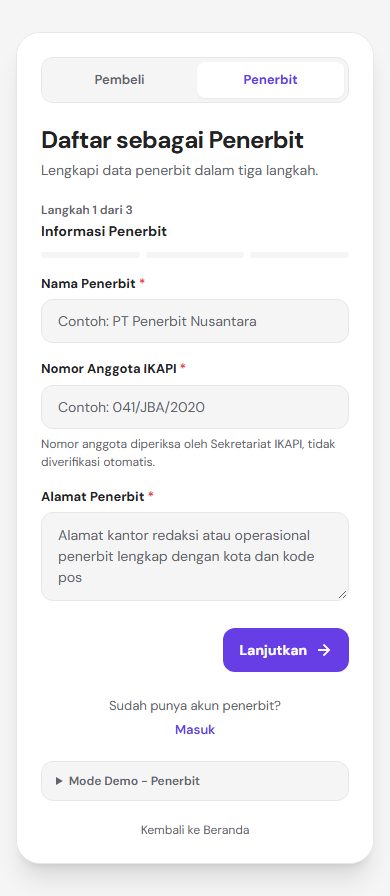 Pembeli
Penerbit
Daftar sebagai Penerbit
Lengkapi data penerbit dalam tiga langkah.
Langkah 1 dari 3
Informasi Penerbit
Nama Penerbit *
Contoh: PT Penerbit Nusantara
Nomor Anggota IKAPI *
Contoh: 041/JBA/2020
Nomor anggota diperiksa oleh Sekretariat IKAPI, tidak
diverifikasi otomatis.
Alamat Penerbit *
Alamat kantor redaksi atau operasional
penerbit lengkap dengan kota dan kode
pos
Lanjutkan →
Sudah punya akun penerbit?
Masuk
▶ Mode Demo - Penerbit
Kembali ke Beranda